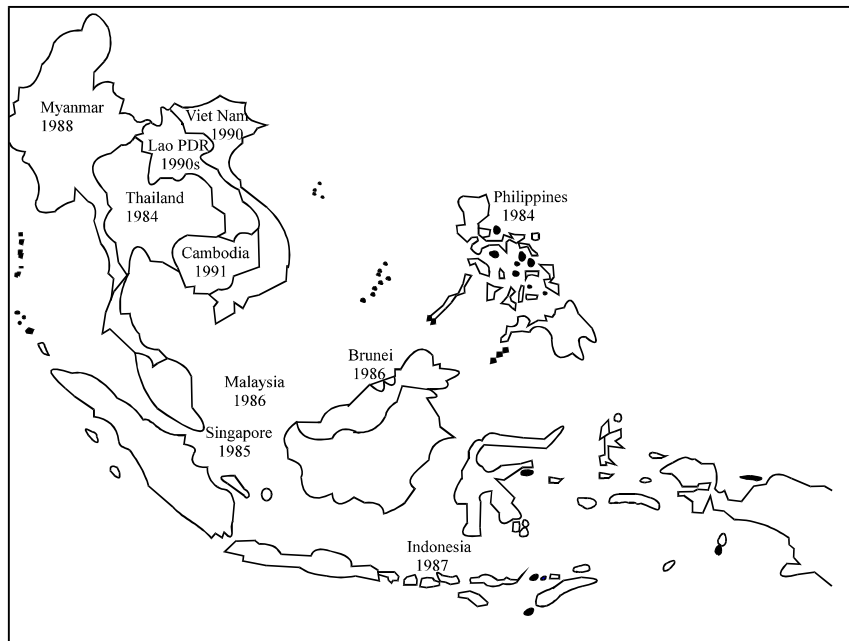 Myanmar
1988
Viet Nam
1990
Lao PDR
1990s
Thailand
1984
Philippines
1984
Cambodia
1991
Brunei
1986
Malaysia
1986
Singapore
1985
Indonesia
1987